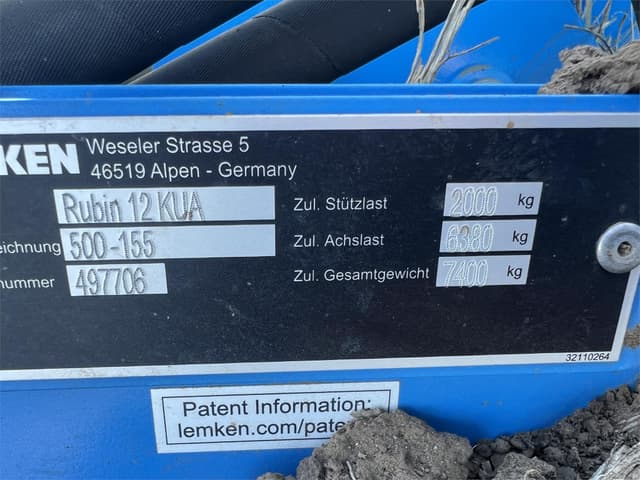 KEN Weseler Strasse 5
46519 Alpen - Germany
Rubin 12 KUA Zul. Stützlast 2000 kg
eichnung 500-155 Zul. Achslast 6380 kg
nummer 497706 Zul. Gesamtgewicht 7400 kg
32110264
Patent Information:
lemken.com/pate